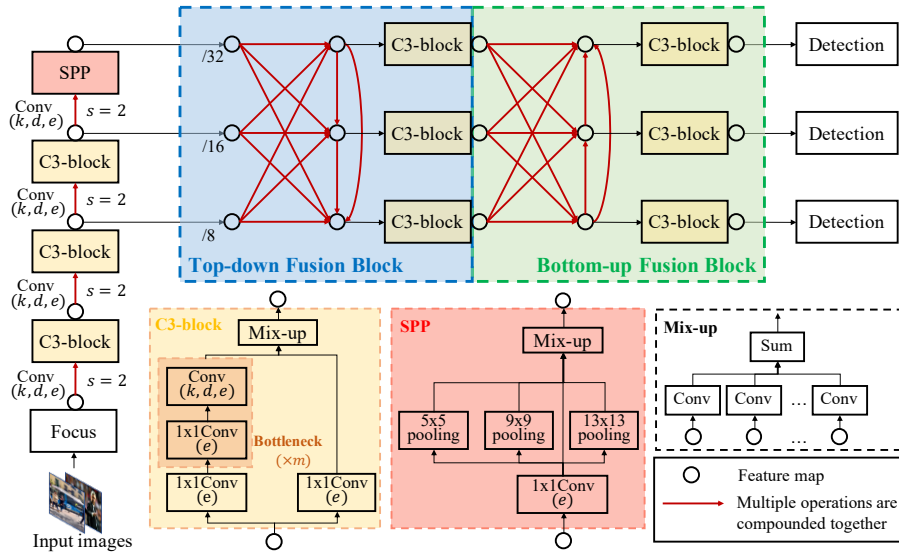 SPP
Conv
(k, d, e)
s = 2
C3-block
Conv
(k, d, e)
s = 2
C3-block
Conv
(k, d, e)
s = 2
C3-block
Conv
(k, d, e)
s = 2
Focus
Input images
/32
/16
/8
C3-block
C3-block
C3-block
Top-down Fusion Block
C3-block
C3-block
C3-block
Bottom-up Fusion Block
Detection
Detection
Detection
C3-block
Mix-up
Conv
(k, d, e)
1x1Conv
(e)
Bottleneck
(×m)
1x1Conv
(e)
1x1Conv
(e)
SPP
Mix-up
5x5
pooling
9x9
pooling
13x13
pooling
1x1Conv
(e)
Mix-up
Sum
Conv
Conv
...
Conv
...
Feature map
Multiple operations are
compounded together